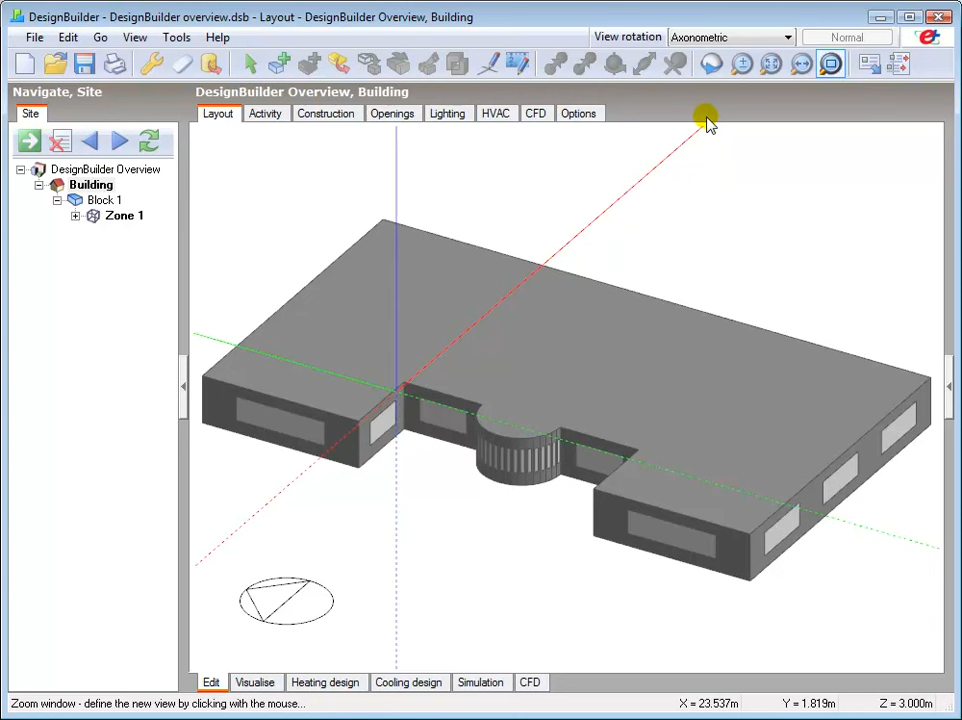 DesignBuilder - DesignBuilder overview.dsb - Layout - DesignBuilder Overview, Building
File Edit Go View Tools Help
View rotation Axonometric Normal
Navigate, Site
DesignBuilder Overview, Building
Site
Layout Activity Construction Openings Lighting HVAC CFD Options
DesignBuilder Overview
Building
Block 1
Zone 1
Edit Visualise Heating design Cooling design Simulation CFD
Zoom window - define the new view by clicking with the mouse... X = 23.537m Y = 1.819m Z = 3.000m